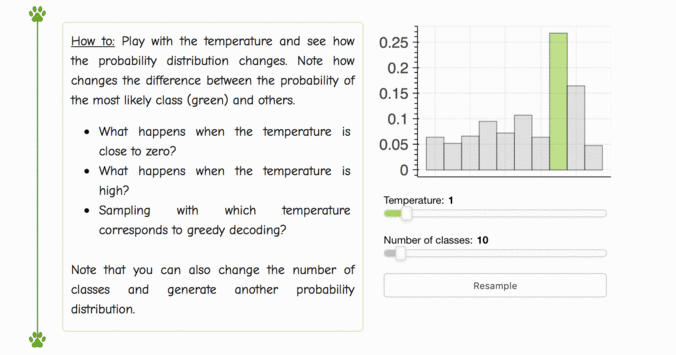 How to: Play with the temperature and see how
the probability distribution changes. Note how
changes the difference between the probability of
the most likely class (green) and others.
• What happens when the temperature is
close to zero?
• What happens when the temperature is
high?
• Sampling with which temperature
corresponds to greedy decoding?
Note that you can also change the number of
classes and generate another probability
distribution.
0.25
0.2
0.15
0.1
0.05
0
Temperature: 1
Number of classes: 10
Resample